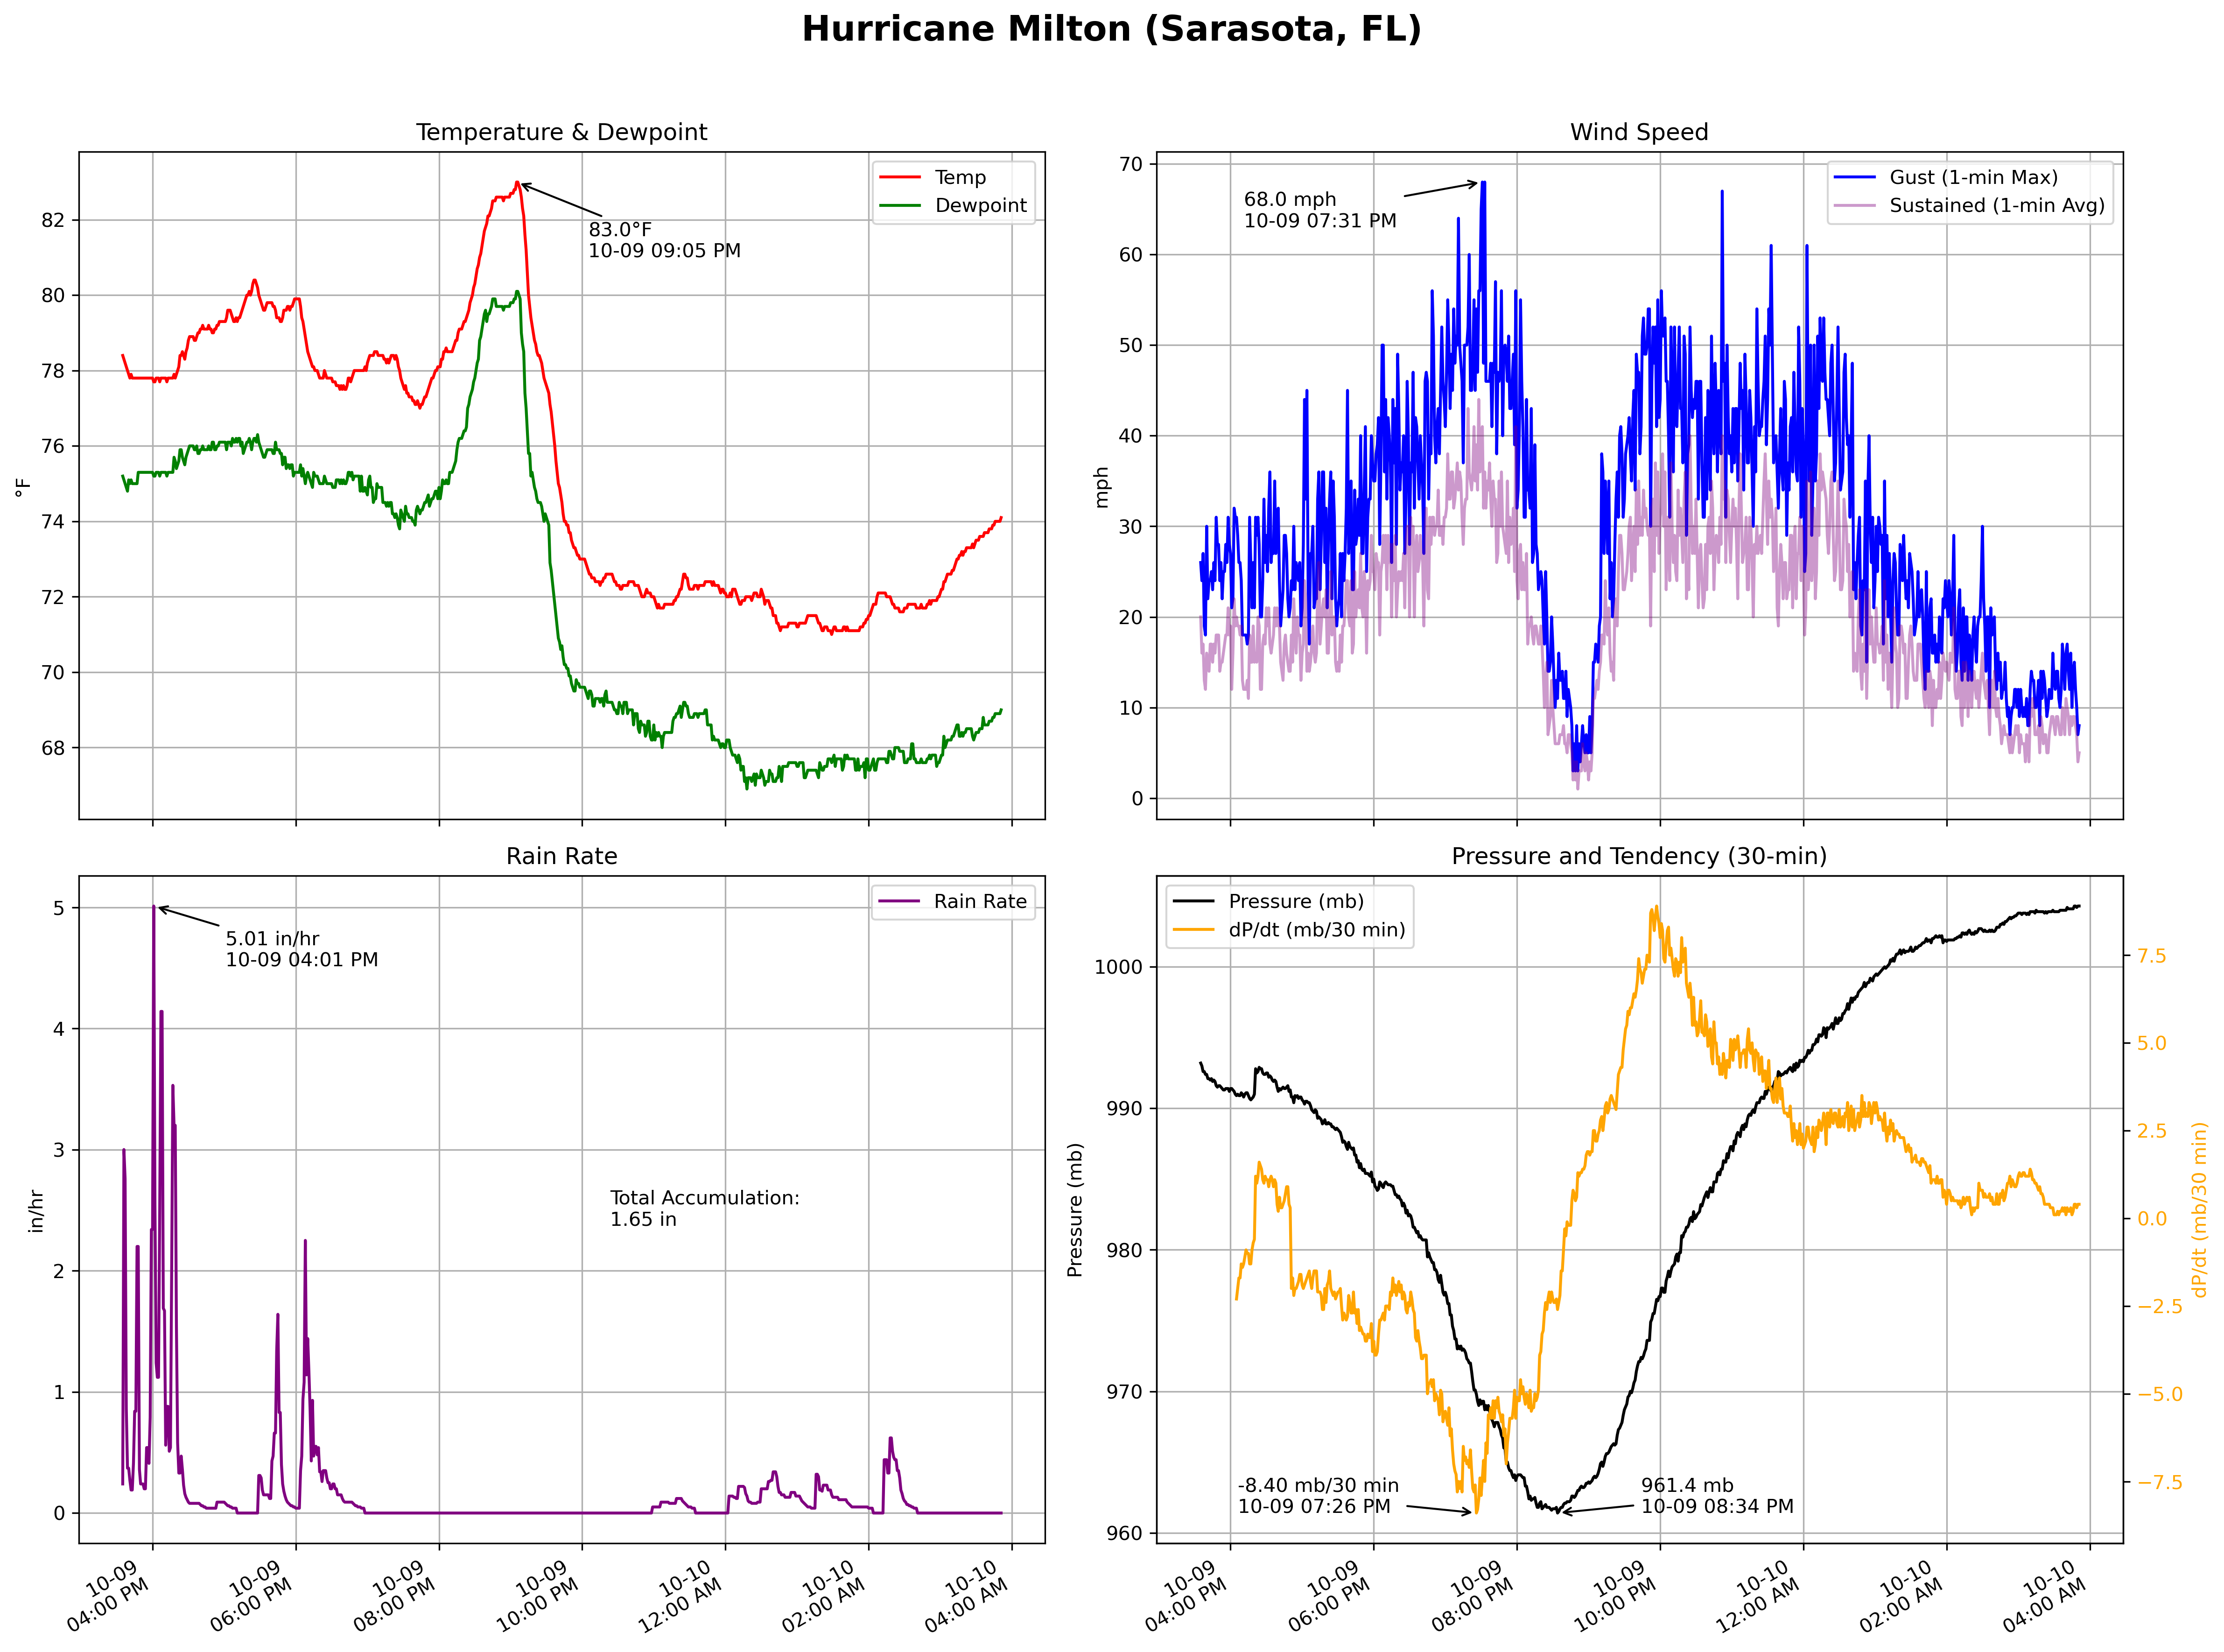 Hurricane Milton (Sarasota, FL)
Temperature & Dewpoint
Temp
Dewpoint
83.0°F
10-09 09:05 PM
°F
82
80
78
76
74
72
70
68
Wind Speed
Gust (1-min Max)
Sustained (1-min Avg)
68.0 mph
10-09 07:31 PM
mph
70
60
50
40
30
20
10
0
Rain Rate
Rain Rate
5.01 in/hr
10-09 04:01 PM
Total Accumulation:
1.65 in
in/hr
5
4
3
2
1
0
10-09
04:00 PM
10-09
06:00 PM
10-09
08:00 PM
10-09
10:00 PM
10-10
12:00 AM
10-10
02:00 AM
10-10
04:00 AM
Pressure and Tendency (30-min)
Pressure (mb)
dP/dt (mb/30 min)
-8.40 mb/30 min
10-09 07:26 PM
961.4 mb
10-09 08:34 PM
Pressure (mb)
1000
990
980
970
960
dP/dt (mb/30 min)
7.5
5.0
2.5
0.0
−2.5
−5.0
−7.5
10-09
04:00 PM
10-09
06:00 PM
10-09
08:00 PM
10-09
10:00 PM
10-10
12:00 AM
10-10
02:00 AM
10-10
04:00 AM